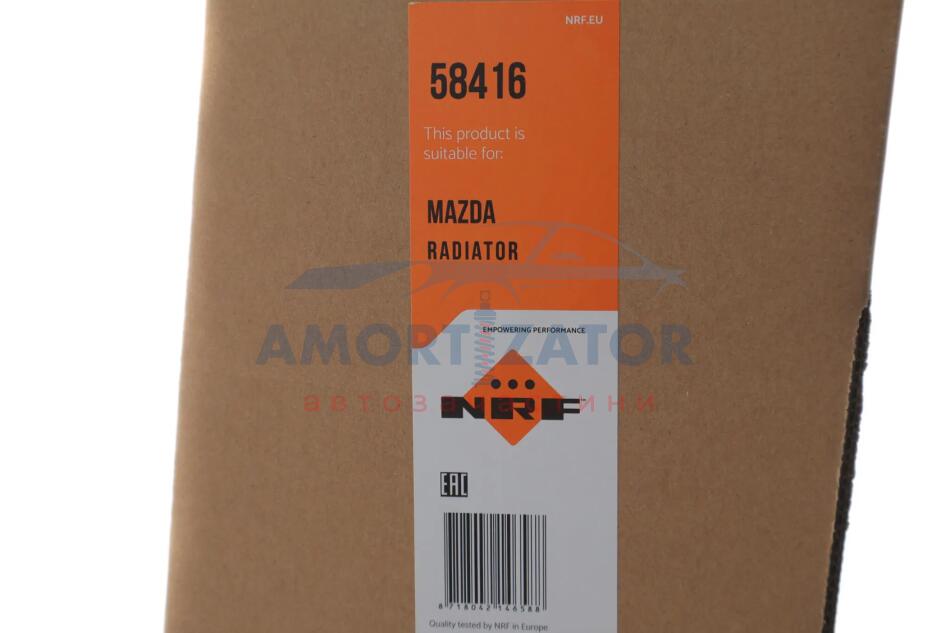 NRF.EU
58416
This product is
suitable for:
MAZDA
RADIATOR
EMPOWERING PERFORMANCE
AMORTIZATOR
NRF
автозапчастини
EAC
8 718042 146588
Quality tested by NRF in Europe